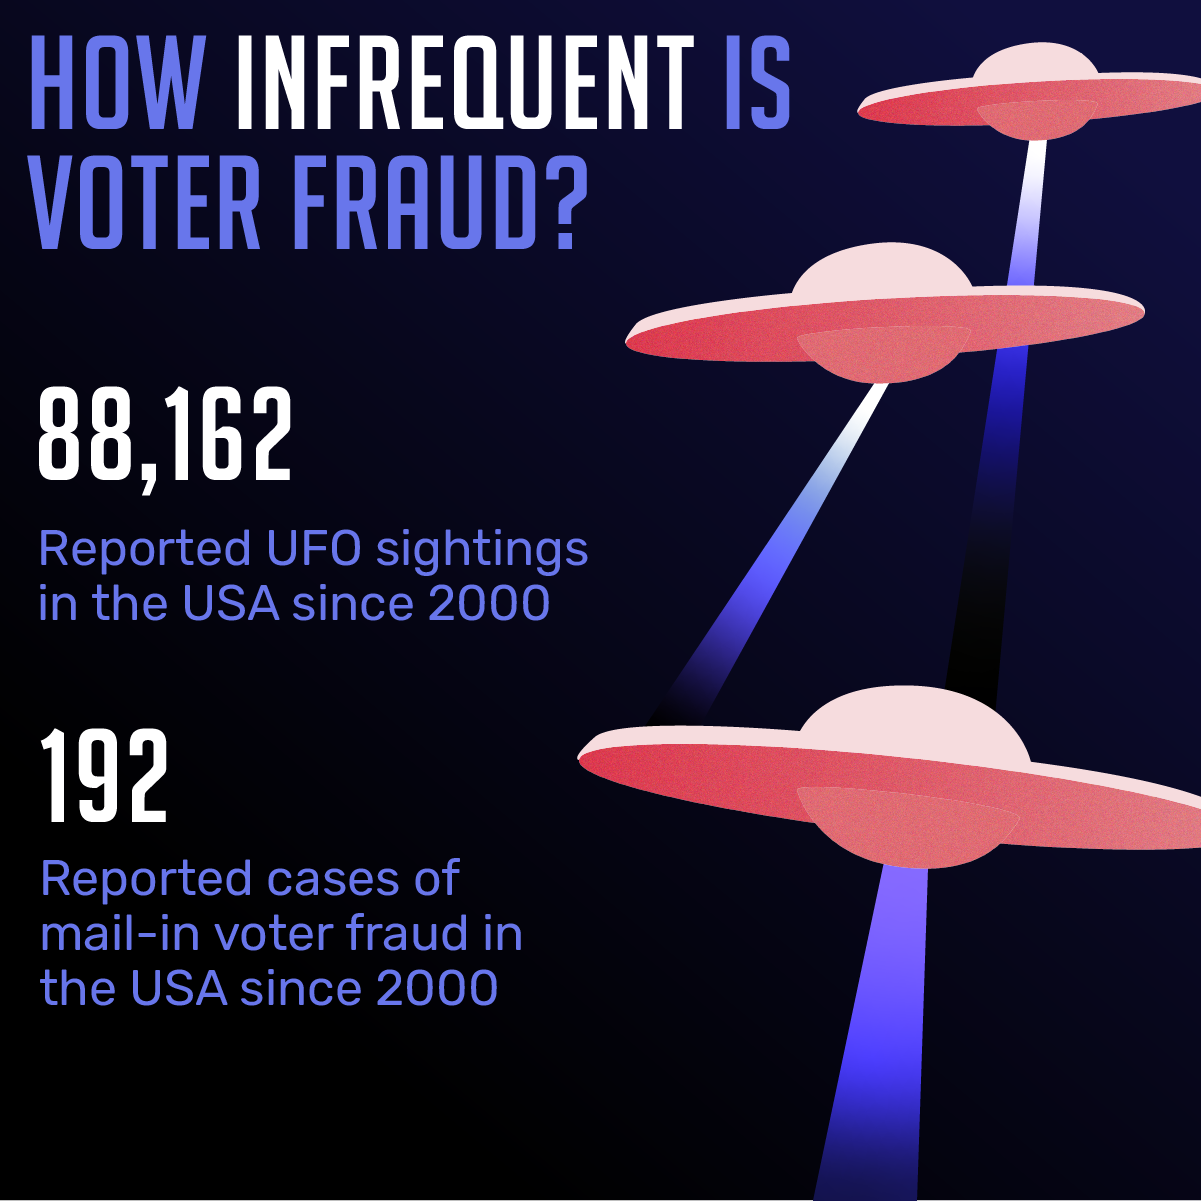 HOW INFREQUENT IS
VOTER FRAUD?
88,162
Reported UFO sightings
in the USA since 2000
192
Reported cases of
mail-in voter fraud in
the USA since 2000